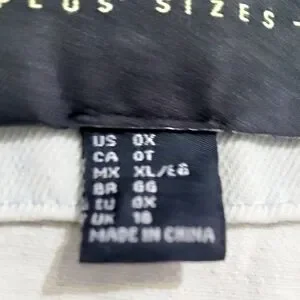 PLUS SIZES
US 0X
CA 0T
MX XL/EG
BR GG
EU 0X
UK 18
MADE IN CHINA